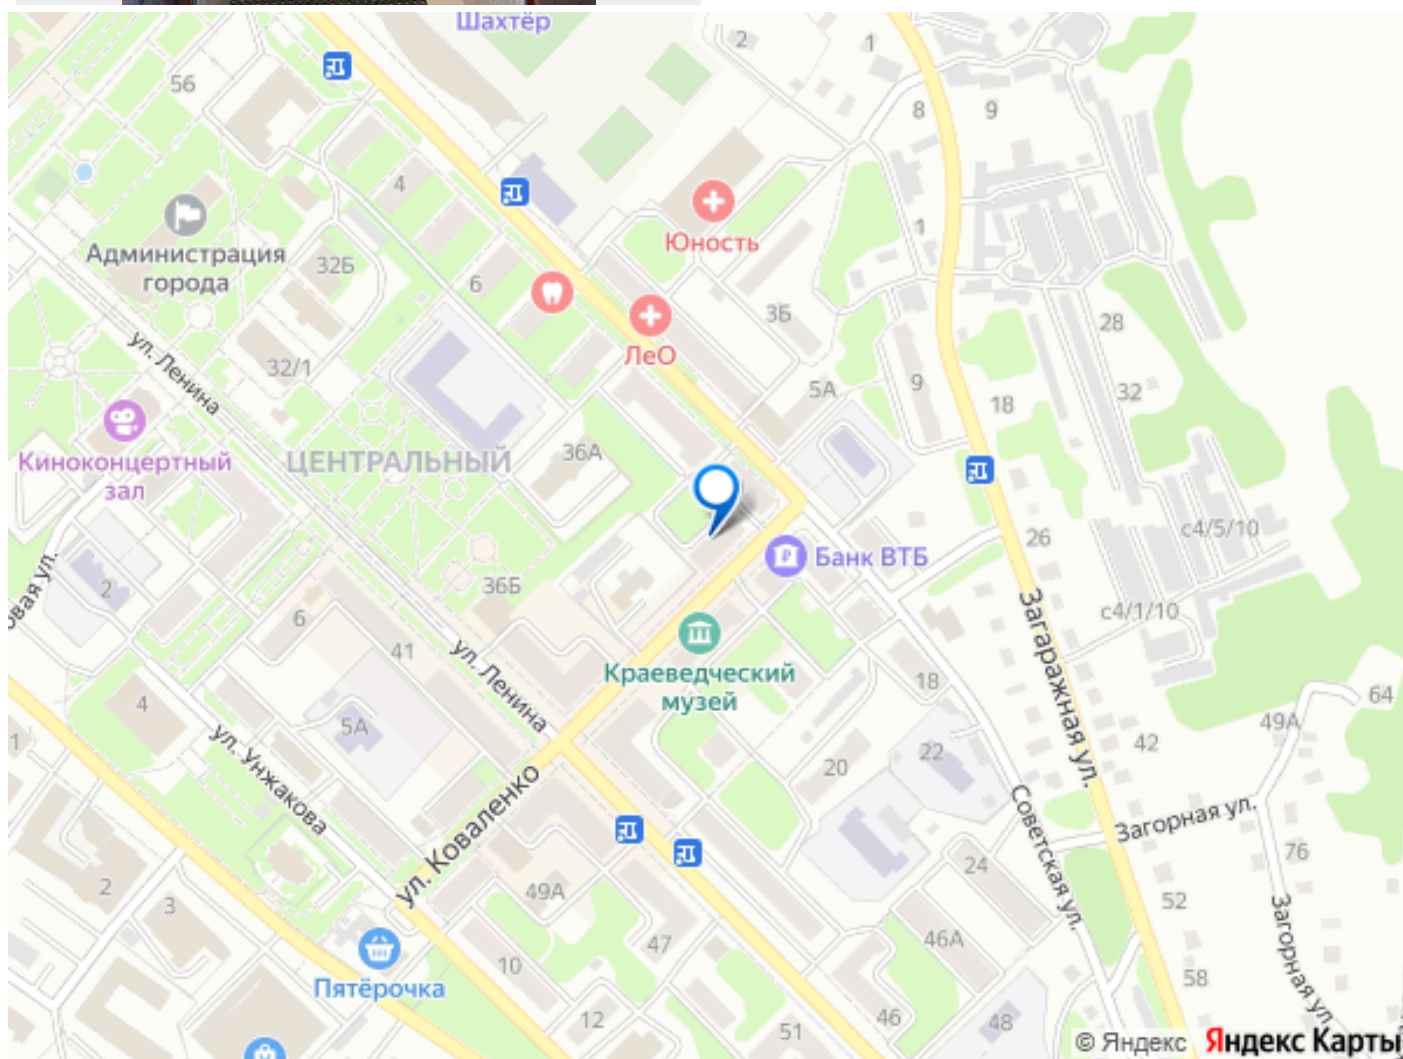 Шахтёр
2
1
56
8
9
4
1
Юность
Администрация
города
32Б
6
3Б
28
ул. Ленина
ЛеО
32/1
5А
9
32
18
Киноконцертный
зал
ЦЕНТРАЛЬНЫЙ
36А
26
с4/5/10
Банк ВТБ
2
36Б
с4/1/10
Загаражная ул.
6
41
ул. Ленина
Краеведческий
музей
18
64
4
5А
49А
1
42
22
ул. Унжакова
20
ул. Коваленко
Советская ул.
Загорная ул.
76
24
2
49А
3
52
46А
47
Загорная ул.
10
58
Пятёрочка
12
46
48
51
© Яндекс Яндекс Карты